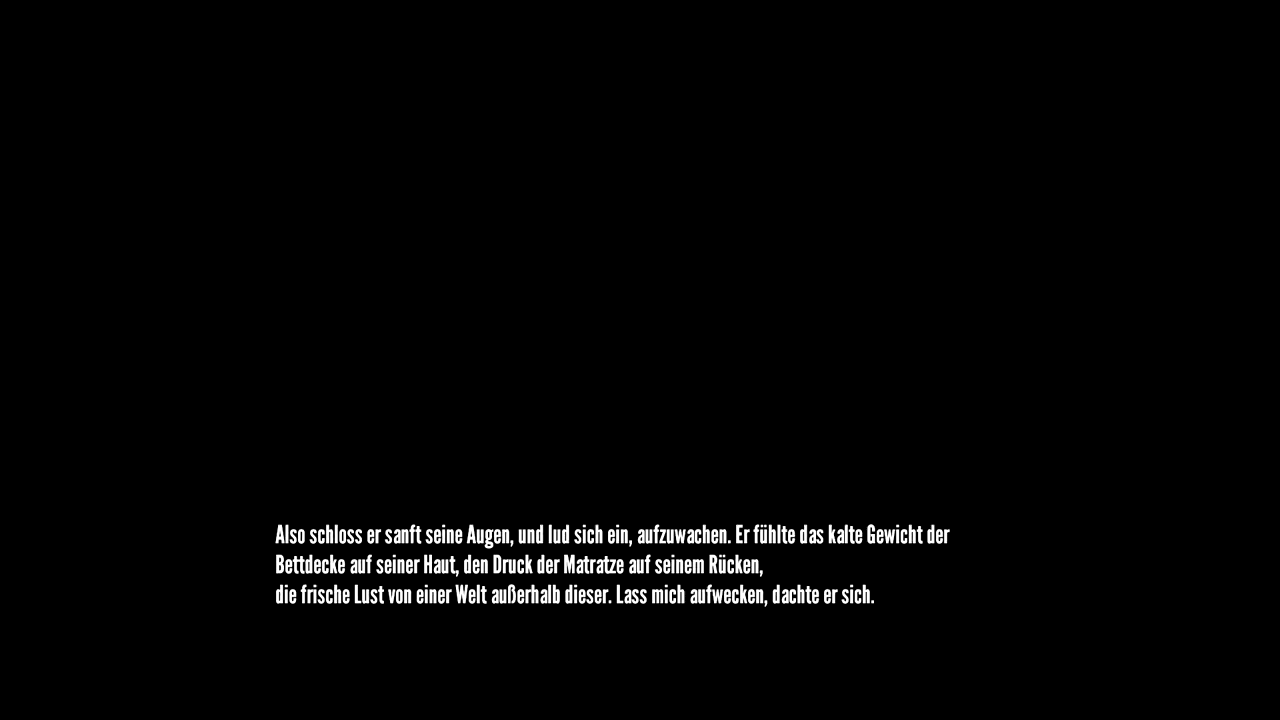 Also schloss er sanft seine Augen, und lud sich ein, aufzuwachen. Er fühlte das kalte Gewicht der
Bettdecke auf seiner Haut, den Druck der Matratze auf seinem Rücken,
die frische Lust von einer Welt außerhalb dieser. Lass mich aufwecken, dachte er sich.